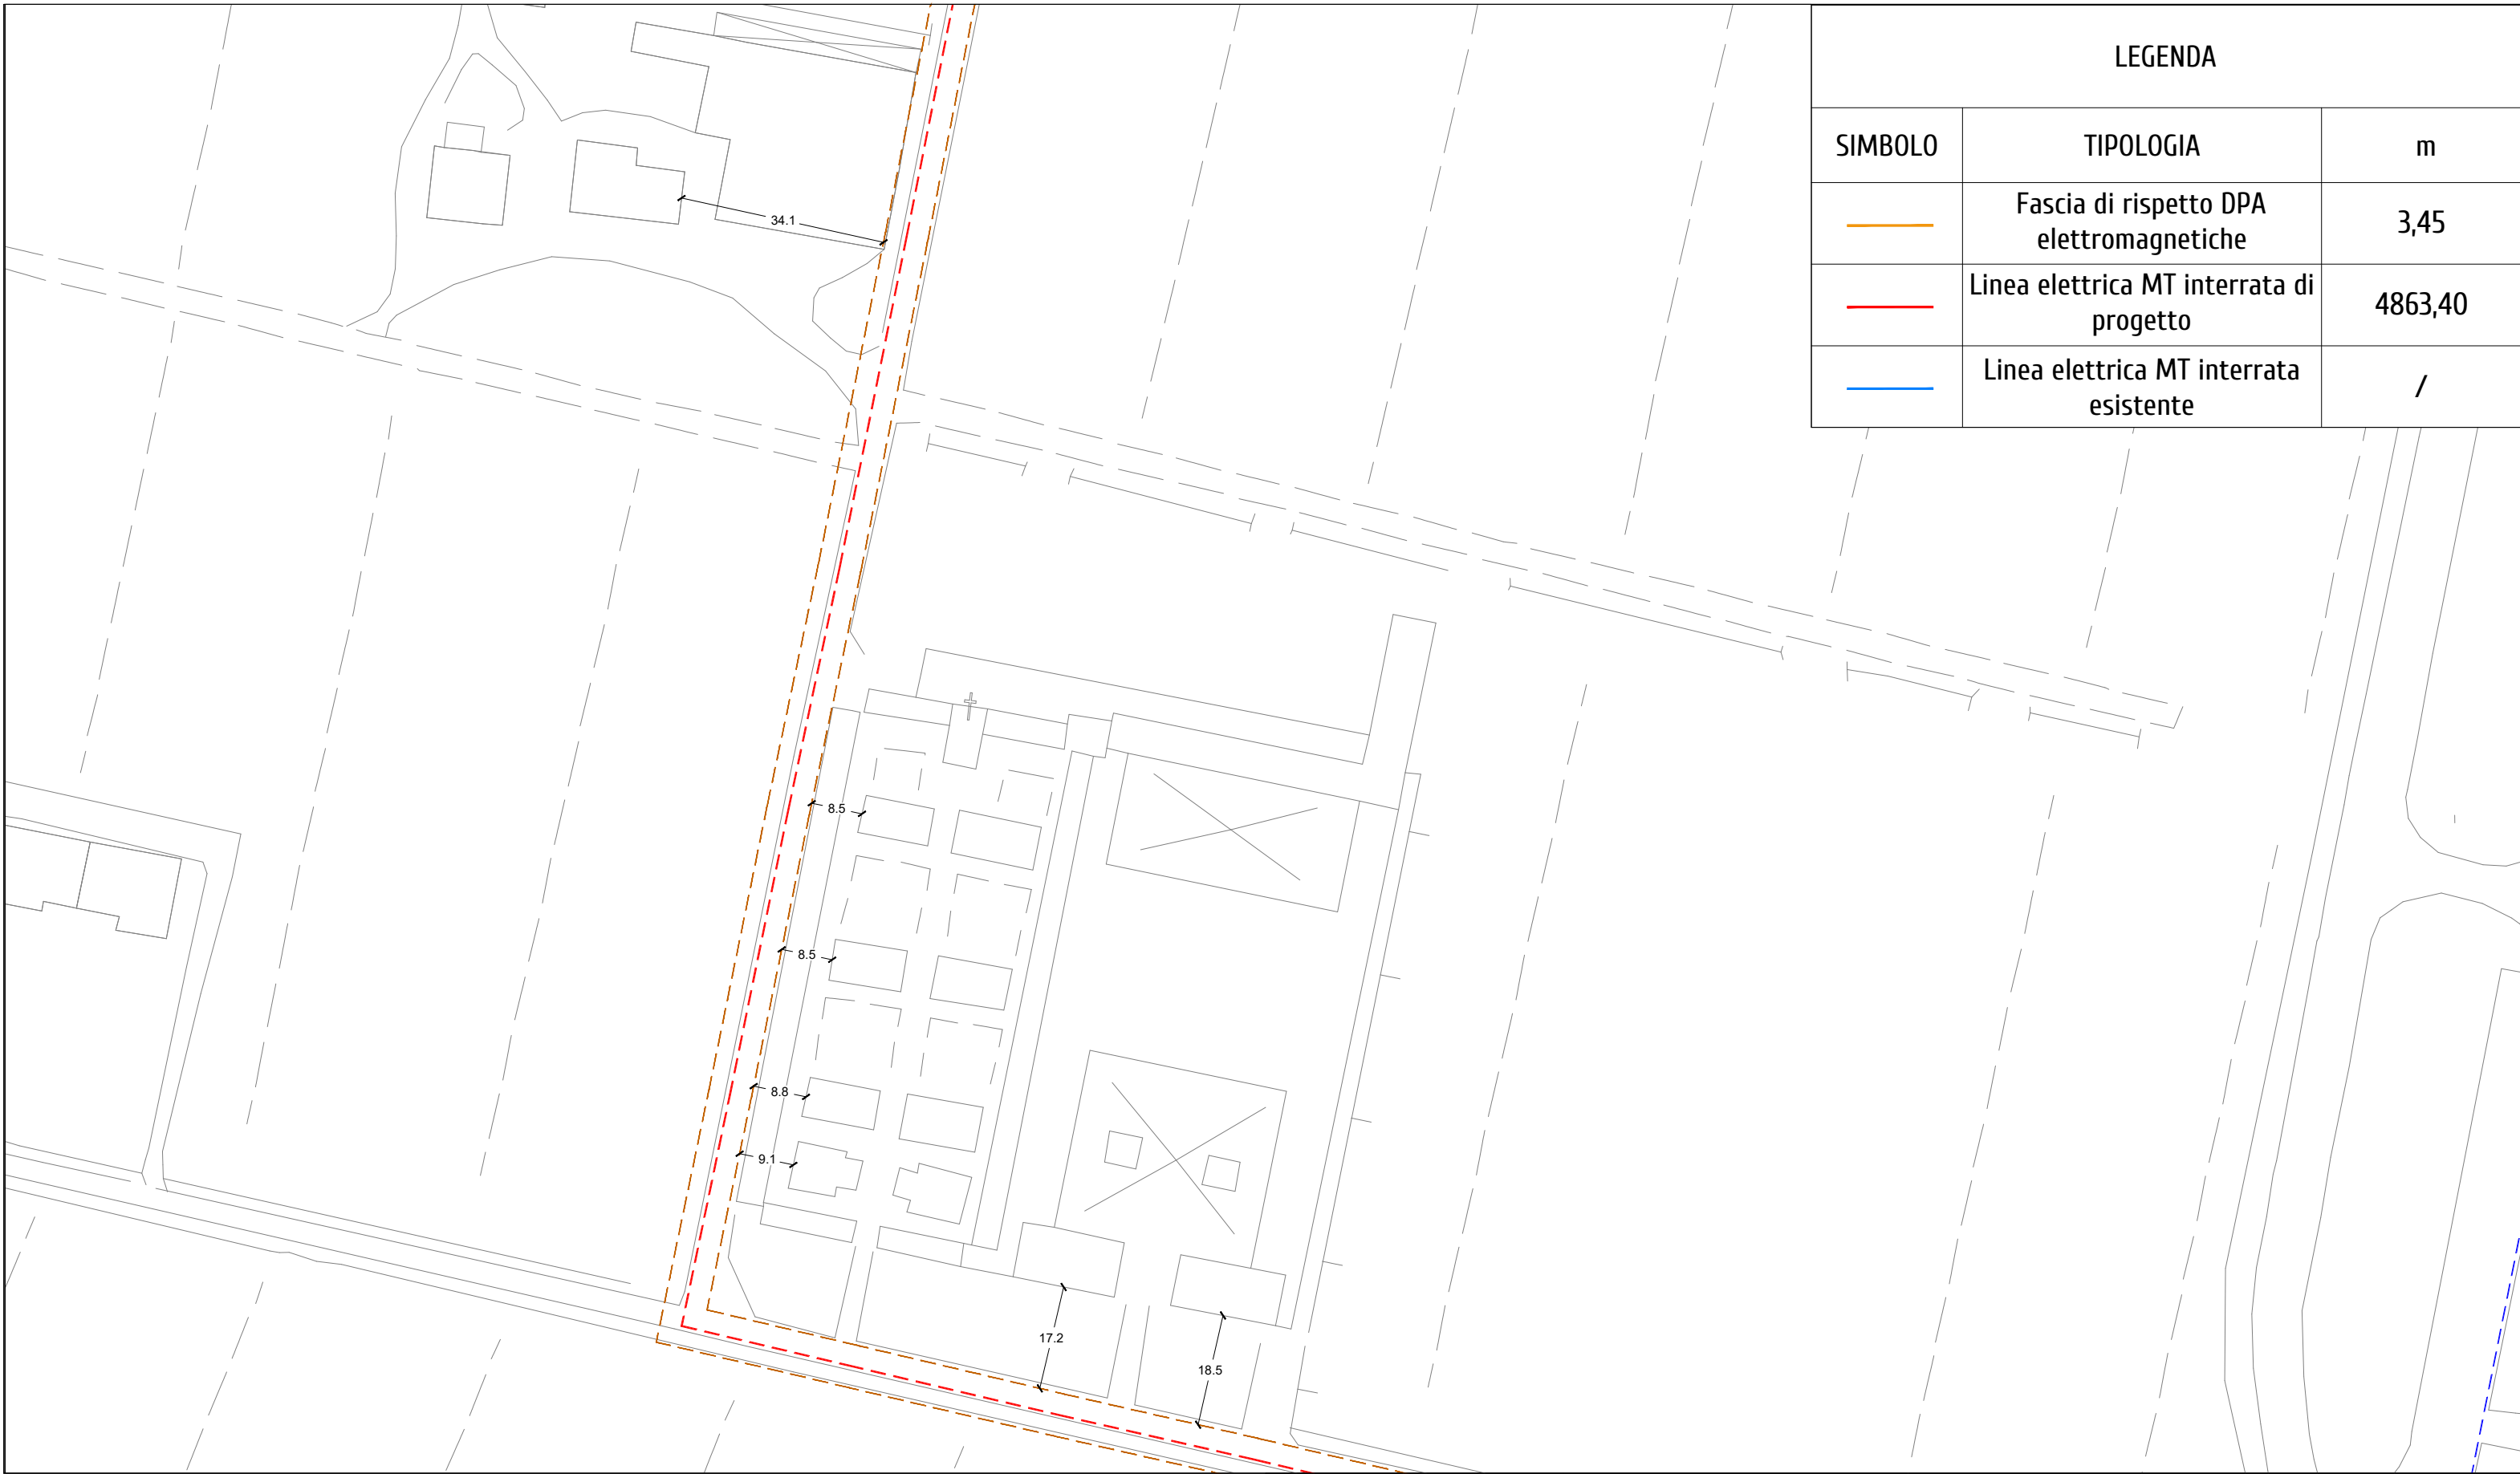 LEGENDA
SIMBOLO TIPOLOGIA m
Fascia di rispetto DPA
elettromagnetiche
3,45
Linea elettrica MT interrata di
progetto
4863,40
Linea elettrica MT interrata
esistente
/
34.1
8.5
8.5
8.8
9.1
17.2
18.5